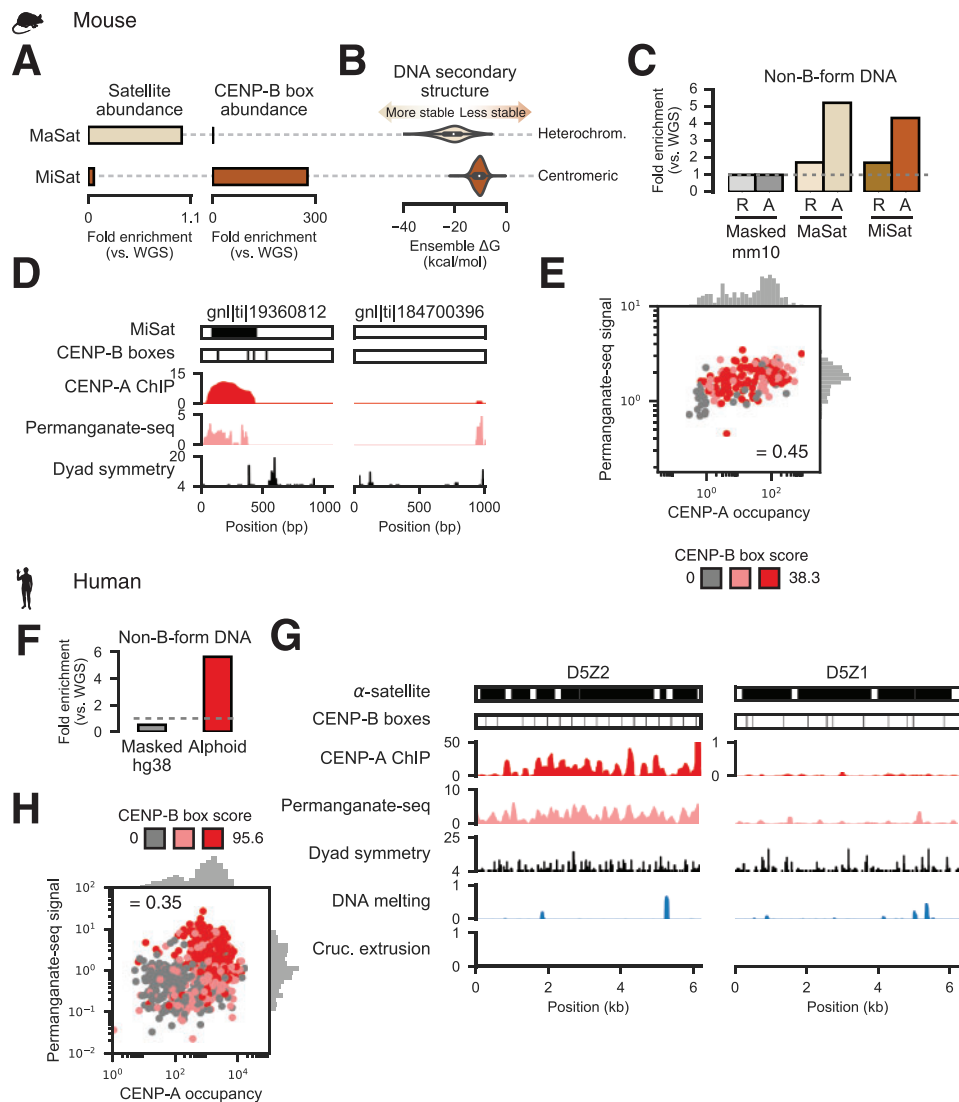 Mouse
A
Satellite
abundance
CENP-B box
abundance
MaSat
MiSat
0
1.1
0
300
Fold enrichment
(vs. WGS)
Fold enrichment
(vs. WGS)
B
DNA secondary
structure
More stable
Less stable
Heterochrom.
Centromeric
−40
−20
0
Ensemble ΔG
(kcal/mol)
C
Non-B-form DNA
Fold enrichment
(vs. WGS)
6
5
4
3
2
1
0
R A R A R A
Masked
mm10
MaSat
MiSat
D
gnl|ti|19360812
gnl|ti|184700396
MiSat
CENP-B boxes
CENP-A ChIP
15
0
Permanganate-seq
5
0
Dyad symmetry
20
4
0 500 1000
0 500 1000
Position (bp)
Position (bp)
E
Permanganate-seq signal
10¹
10⁰
= 0.45
10⁰
10²
CENP-A occupancy
CENP-B box score
0
38.3
Human
F
Non-B-form DNA
Fold enrichment
(vs. WGS)
6
4
2
0
Masked
hg38
Alphoid
G
D5Z2
D5Z1
α-satellite
CENP-B boxes
CENP-A ChIP
50
0
1
0
Permanganate-seq
10
0
Dyad symmetry
25
4
DNA melting
1
0
Cruc. extrusion
1
0
0 2 4 6
0 2 4 6
Position (kb)
Position (kb)
H
CENP-B box score
0
95.6
Permanganate-seq signal
10²
10¹
10⁰
10⁻¹
10⁻²
= 0.35
10⁰
10²
10⁴
CENP-A occupancy